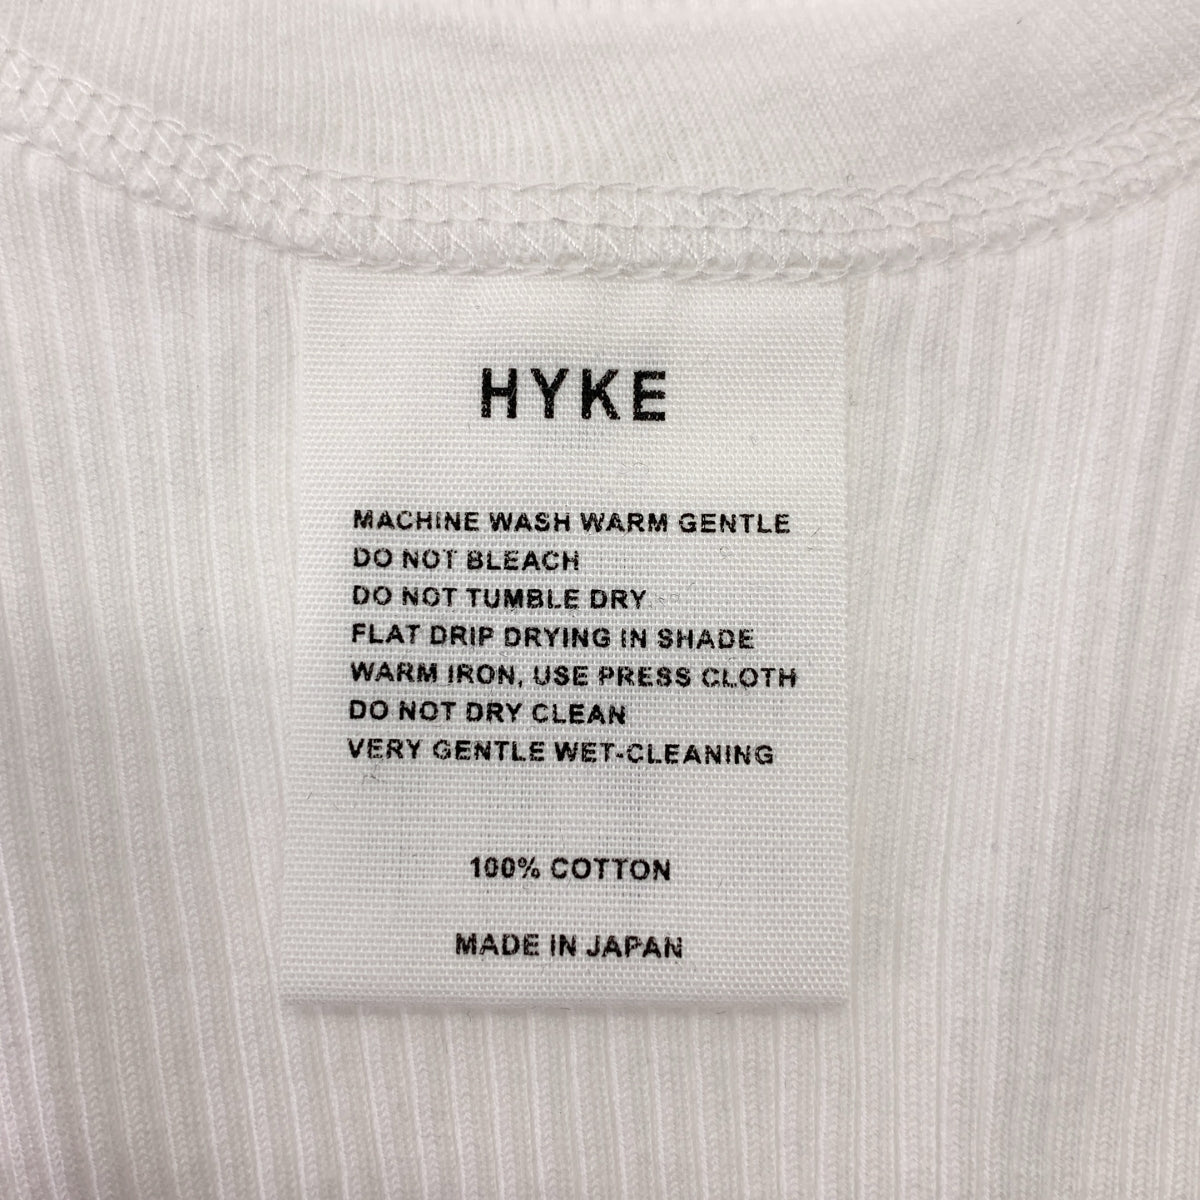 HYKE
MACHINE WASH WARM GENTLE
DO NOT BLEACH
DO NOT TUMBLE DRY
FLAT DRIP DRYING IN SHADE
WARM IRON, USE PRESS CLOTH
DO NOT DRY CLEAN
VERY GENTLE WET-CLEANING
100% COTTON
MADE IN JAPAN